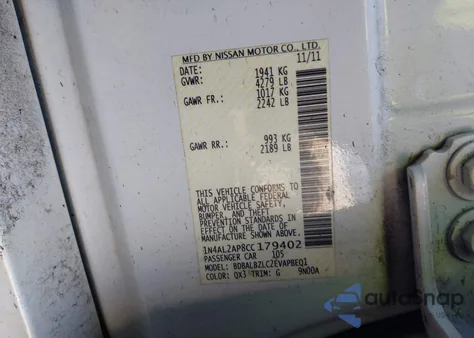 MFD BY NISSAN MOTOR CO., LTD.
DATE: 11/11
GVWR: 1941 KG
4279 LB
GAWR FR.: 1017 KG
2242 LB
GAWR RR.: 993 KG
2189 LB
THIS VEHICLE CONFORMS TO
ALL APPLICABLE FEDERAL
MOTOR VEHICLE SAFETY,
BUMPER, AND THEFT
PREVENTION STANDARDS
IN EFFECT ON THE DATE OF
MANUFACTURE SHOWN ABOVE.
1N4AL2AP8CC179402
PASSENGER CAR 105
MODEL: BDBALBZLC2EVAPBEQ1
COLOR: QX3 TRIM: G 9N00A
autoSnap